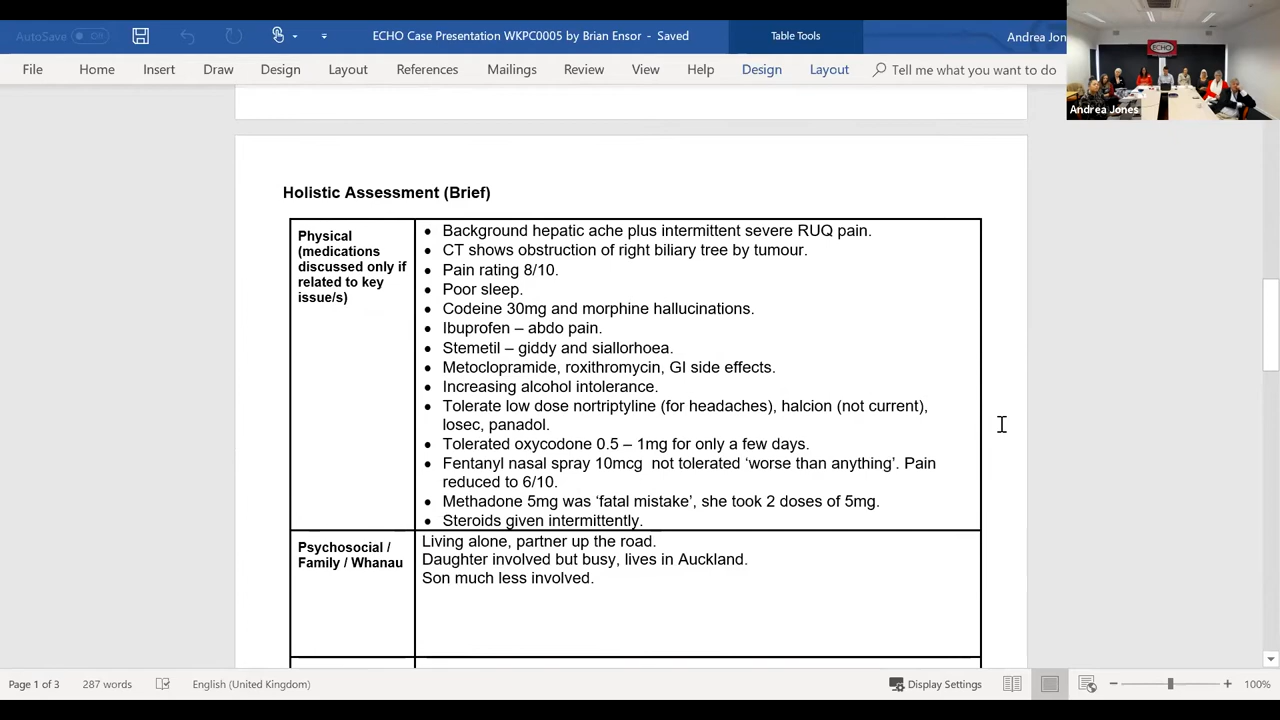 AutoSave Off
ECHO Case Presentation WKPC0005 by Brian Ensor - Saved
Table Tools
Andrea Jon
File Home Insert Draw Design Layout References Mailings Review View Help Design Layout Tell me what you want to do
ECHO
Andrea Jones
Holistic Assessment (Brief)
Physical
(medications
discussed only if
related to key
issue/s)
• Background hepatic ache plus intermittent severe RUQ pain.
• CT shows obstruction of right biliary tree by tumour.
• Pain rating 8/10.
• Poor sleep.
• Codeine 30mg and morphine hallucinations.
• Ibuprofen – abdo pain.
• Stemetil – giddy and siallorhoea.
• Metoclopramide, roxithromycin, GI side effects.
• Increasing alcohol intolerance.
• Tolerate low dose nortriptyline (for headaches), halcion (not current),
losec, panadol.
• Tolerated oxycodone 0.5 – 1mg for only a few days.
• Fentanyl nasal spray 10mcg not tolerated ‘worse than anything’. Pain
reduced to 6/10.
• Methadone 5mg was ‘fatal mistake’, she took 2 doses of 5mg.
• Steroids given intermittently.
Psychosocial /
Family / Whanau
Living alone, partner up the road.
Daughter involved but busy, lives in Auckland.
Son much less involved.
Page 1 of 3 287 words English (United Kingdom) Display Settings 100%